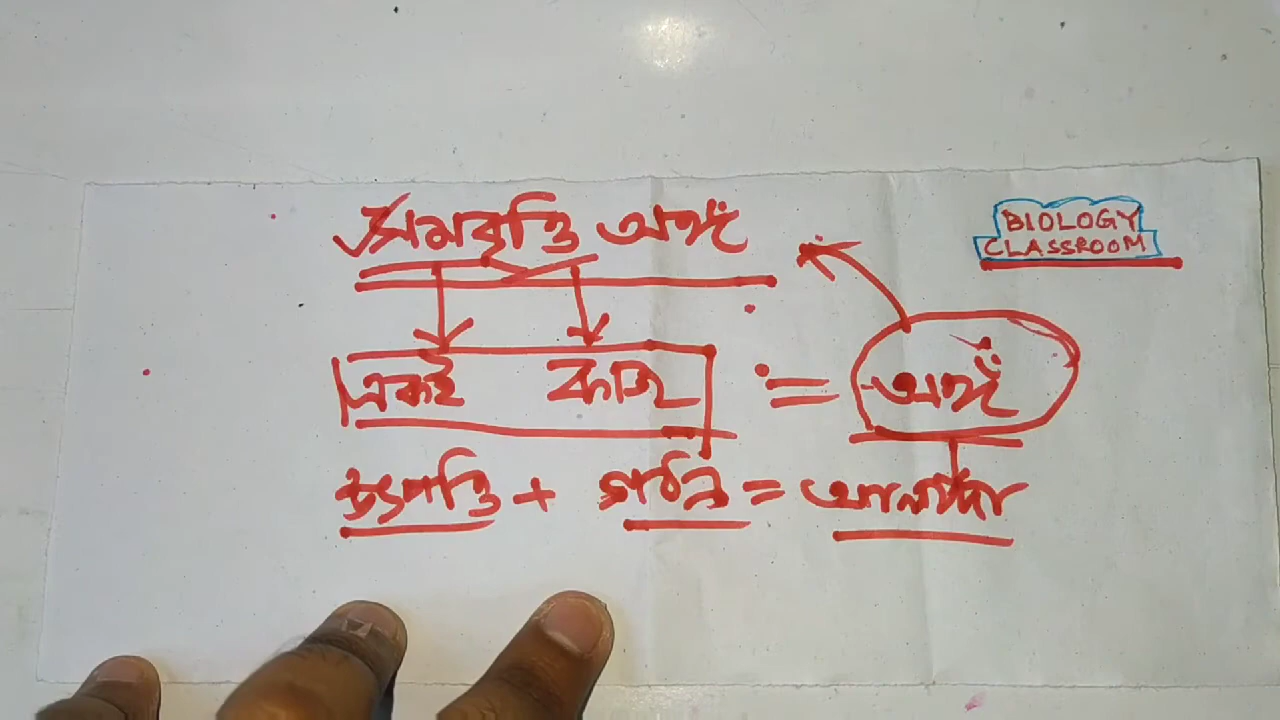 সমবৃত্তি অঙ্গ
BIOLOGY
CLASSROOM
একই কাজ = অঙ্গ
উৎপত্তি + গঠন = আলাদা